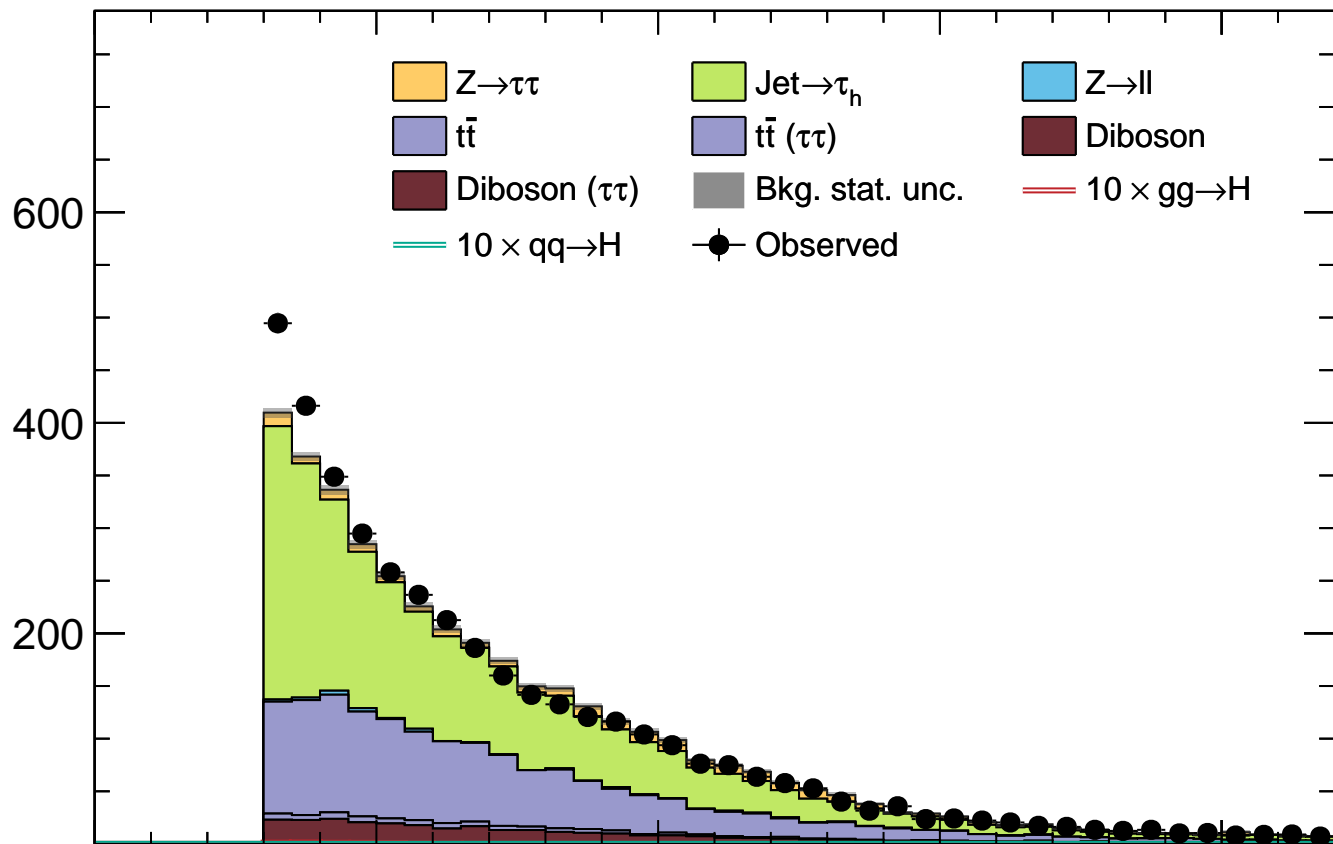 Z→ττ Jet→τh Z→ll
tt̄ tt̄ (ττ) Diboson
Diboson (ττ) Bkg. stat. unc. 10 × gg→H
10 × qq→H Observed
600
400
200